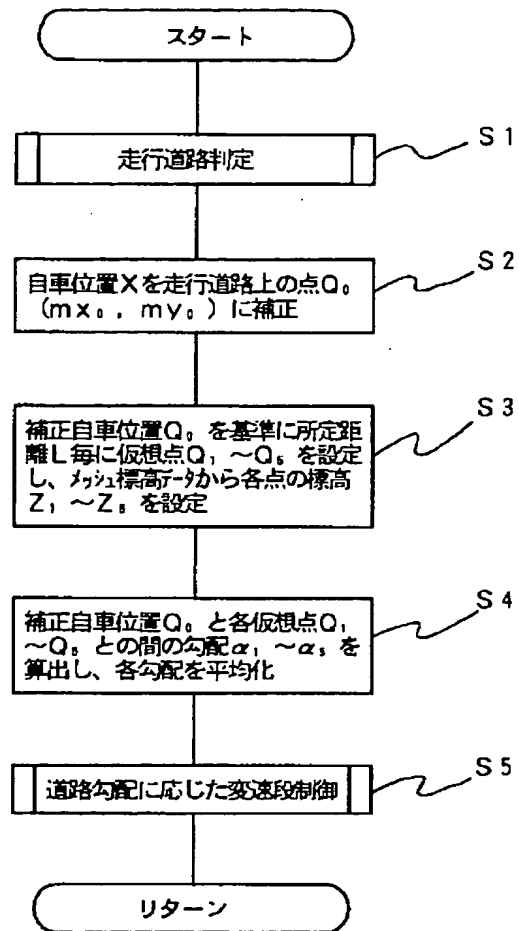 スタート
走行道路判定
S1
自車位置Xを走行道路上の点Q₀
(mx₀, my₀)に補正
S2
補正自車位置Q₀を基準に所定距
離L毎に仮想点Q₁~Q₅を設定
し、メッシュ標高データから各点の標高
Z₁~Z₅を設定
S3
補正自車位置Q₀と各仮想点Q₁
~Q₅との間の勾配α₁~α₅を
算出し、各勾配を平均化
S4
道路勾配に応じた変速段制御
S5
リターン